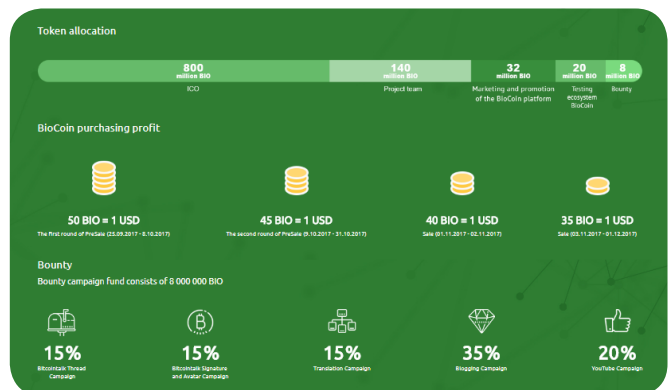 Token allocation
800 140 32 20 8
million BIO million BIO million BIO million BIO million BIO
ICO Project team Marketing and promotion of the BioCoin platform Testing ecosystem BioCoin Bounty
BioCoin purchasing profit
50 BIO = 1 USD 45 BIO = 1 USD 40 BIO = 1 USD 35 BIO = 1 USD
The first round of PreSale (23.09.2017 - 8.10.2017) The second round of PreSale (9.10.2017 - 31.10.2017) Sale (01.11.2017 - 02.11.2017) Sale (03.11.2017 - 01.12.2017)
Bounty
Bounty campaign fund consists of 8 000 000 BIO
15% 15% 15% 35% 20%
Bitcointalk Thread Campaign Bitcointalk Signature and Avatar Campaign Translation Campaign Blogging Campaign YouTube Campaign